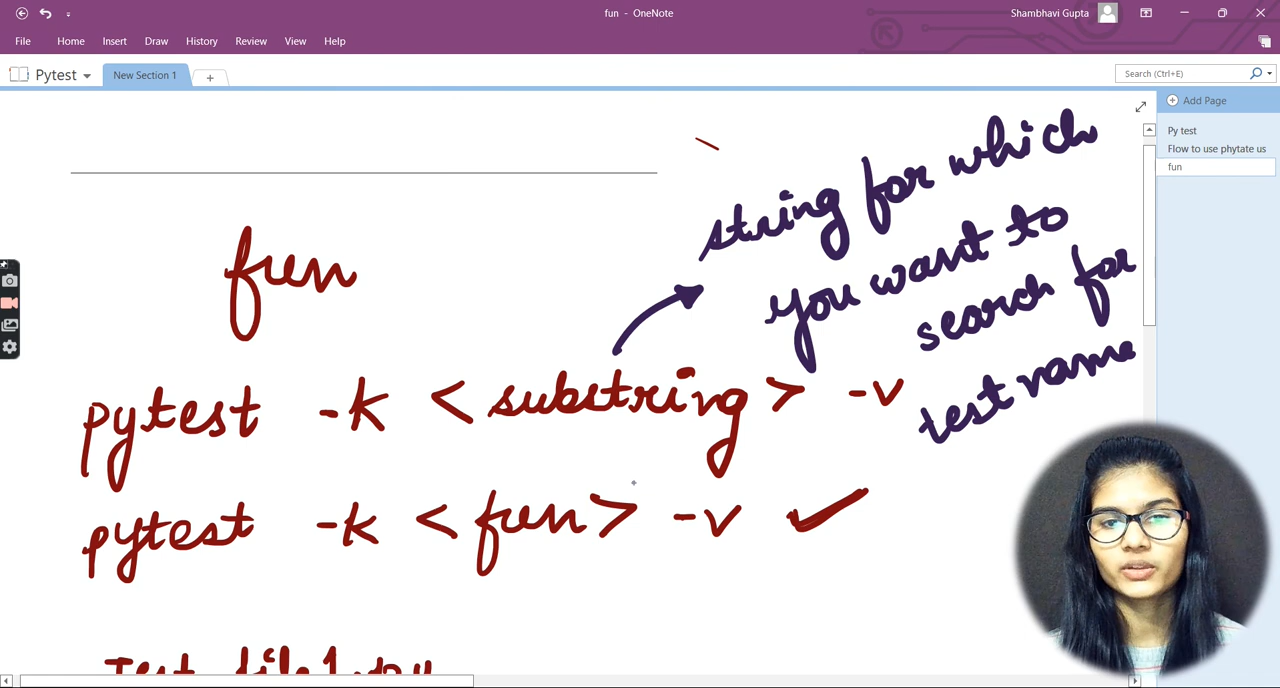 fun - OneNote
Shambhavi Gupta
File Home Insert Draw History Review View Help
Pytest New Section 1 +
Search (Ctrl+E)
Add Page
Py test
Flow to use phytate us
fun
string for which
you want to
search for
test name
fun
pytest -k < substring > -v
pytest -k < fun > -v ✓